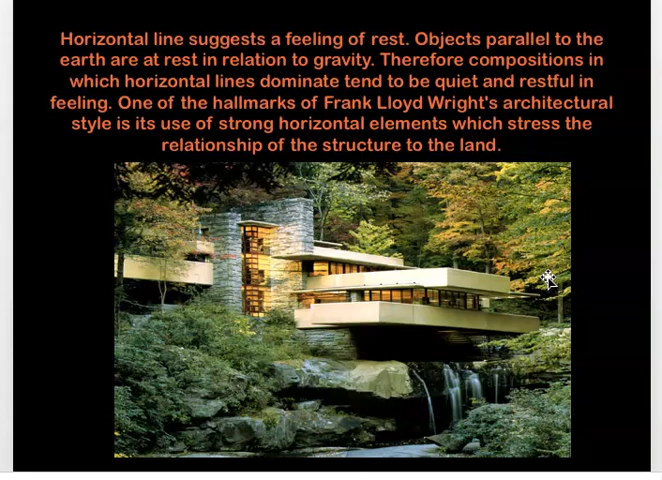 Horizontal line suggests a feeling of rest. Objects parallel to the
earth are at rest in relation to gravity. Therefore compositions in
which horizontal lines dominate tend to be quiet and restful in
feeling. One of the hallmarks of Frank Lloyd Wright's architectural
style is its use of strong horizontal elements which stress the
relationship of the structure to the land.